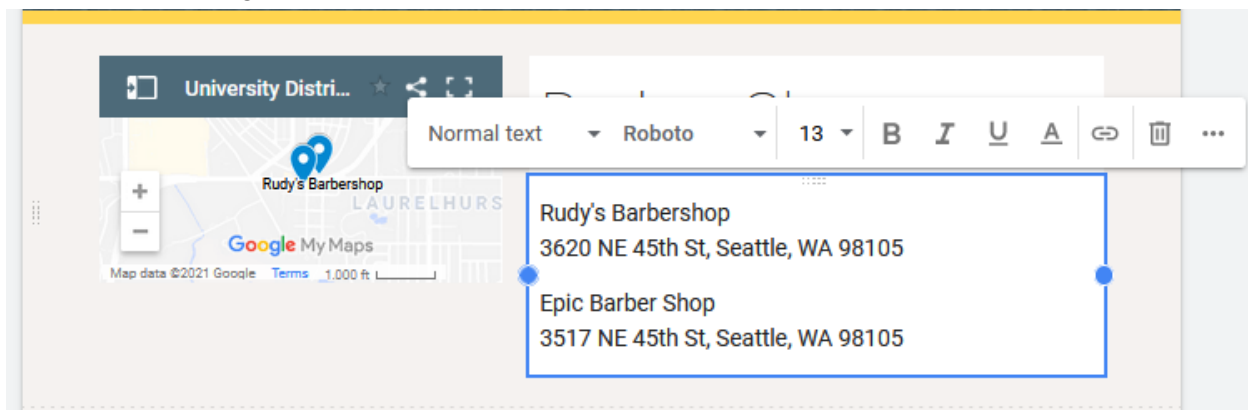 University Distri...
Normal text
Roboto
13
B I U A
Rudy's Barbershop
LAURELHURS
Google My Maps
Map data ©2021 Google Terms 1,000 ft
Rudy's Barbershop
3620 NE 45th St, Seattle, WA 98105
Epic Barber Shop
3517 NE 45th St, Seattle, WA 98105